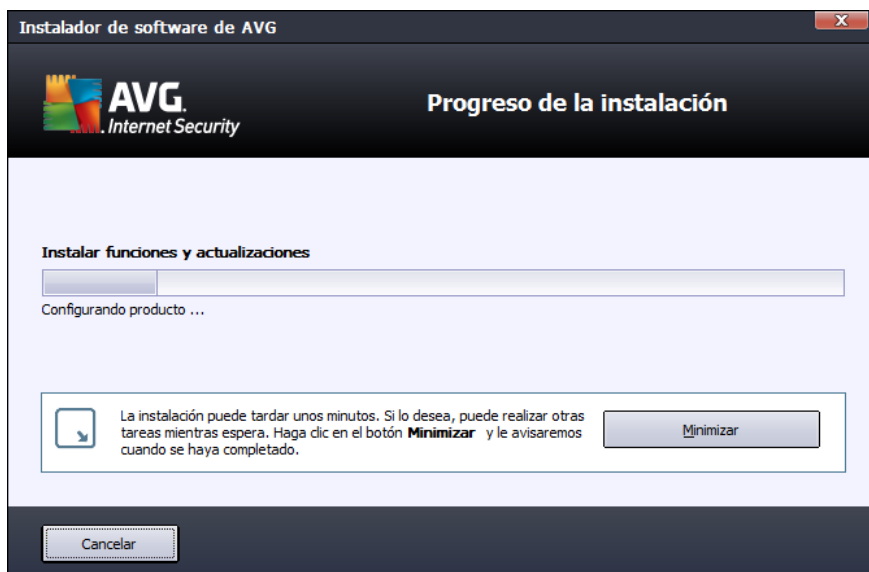 Instalador de software de AVG
X
AVG.
Internet Security
Progreso de la instalación
Instalar funciones y actualizaciones
Configurando producto ...
La instalación puede tardar unos minutos. Si lo desea, puede realizar otras
tareas mientras espera. Haga clic en el botón Minimizar y le avisaremos
cuando se haya completado.
Minimizar
Cancelar